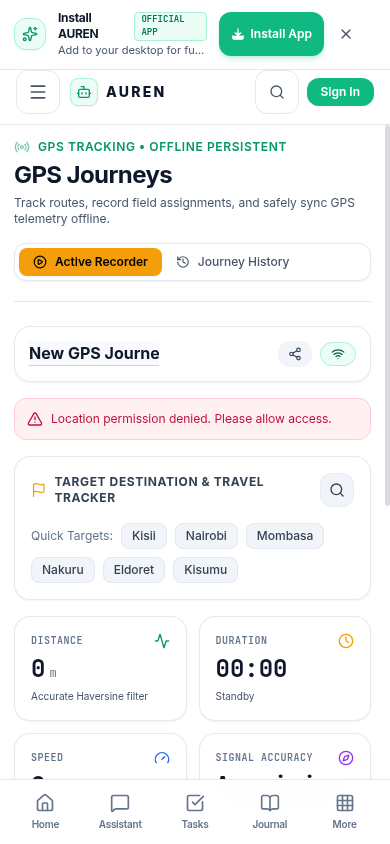 Install
AUREN
OFFICIAL
APP
Add to your desktop for fu...
Install App
AUREN
Sign In
GPS TRACKING • OFFLINE PERSISTENT
GPS Journeys
Track routes, record field assignments, and safely sync GPS
telemetry offline.
Active Recorder
Journey History
New GPS Journe
Location permission denied. Please allow access.
TARGET DESTINATION & TRAVEL
TRACKER
Quick Targets: Kisii Nairobi Mombasa
Nakuru Eldoret Kisumu
DISTANCE
0 m
Accurate Haversine filter
DURATION
00:00
Standby
SPEED
SIGNAL ACCURACY
Home Assistant Tasks Journal More